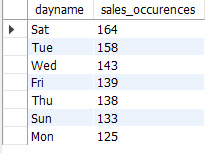 dayname sales_occurences
Sat 164
Tue 158
Wed 143
Fri 139
Thu 138
Sun 133
Mon 125